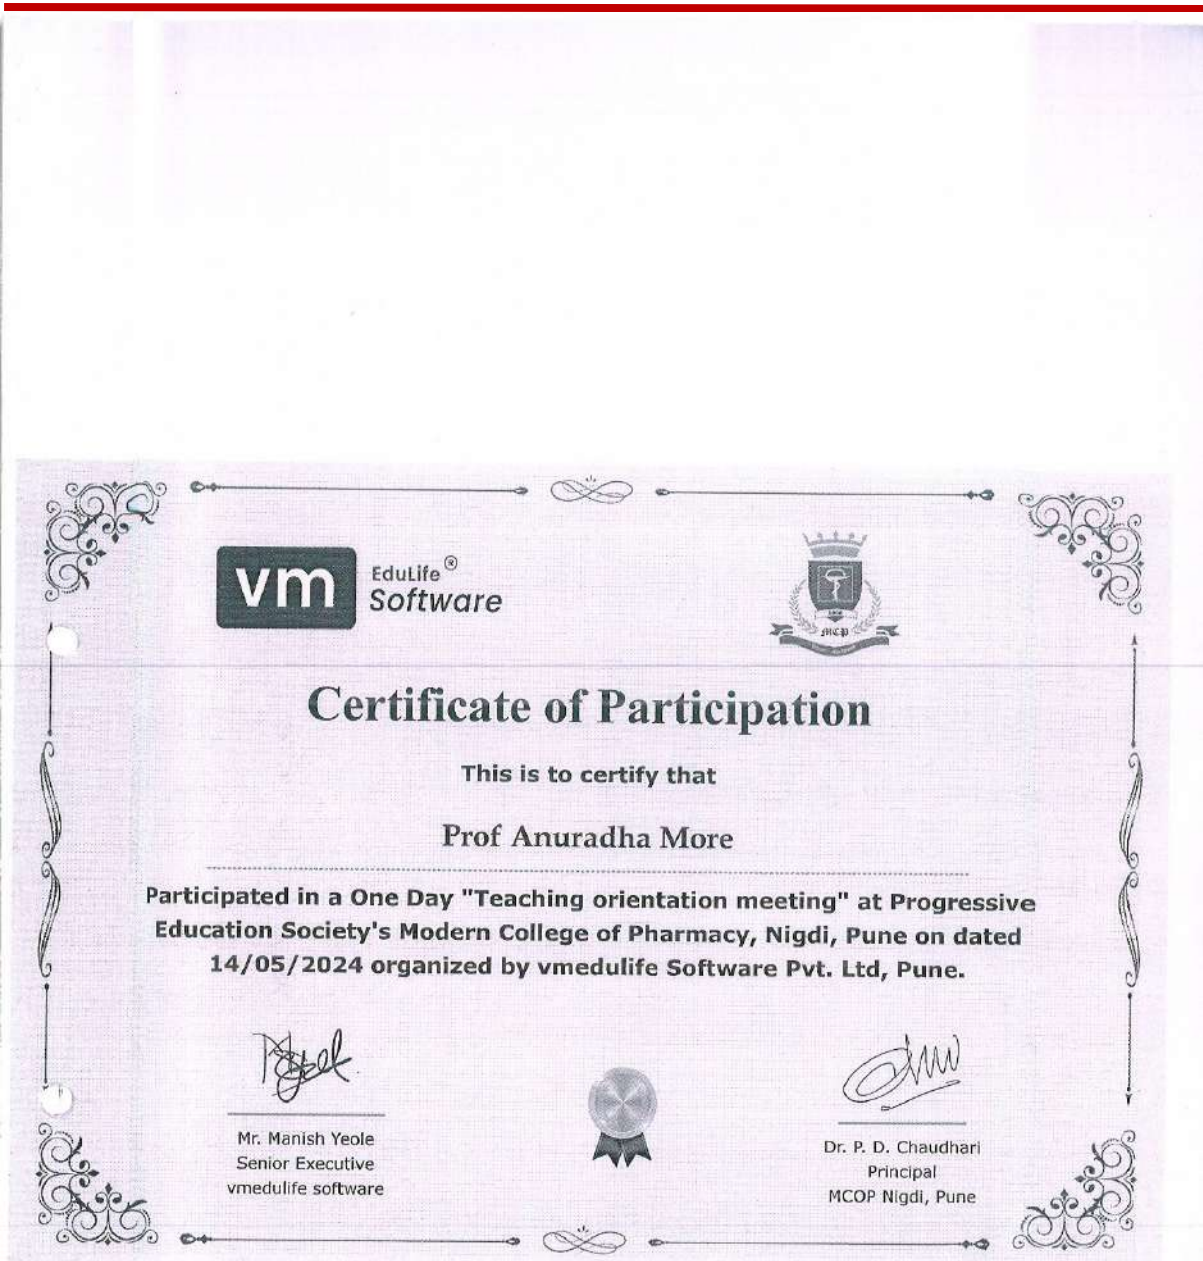 vm EduLife®
Software
MCP
Certificate of Participation
This is to certify that
Prof Anuradha More
Participated in a One Day "Teaching orientation meeting" at Progressive
Education Society's Modern College of Pharmacy, Nigdi, Pune on dated
14/05/2024 organized by vmedulife Software Pvt. Ltd, Pune.
Mr. Manish Yeole
Senior Executive
vmedulife software
Dr. P. D. Chaudhari
Principal
MCOP Nigdi, Pune